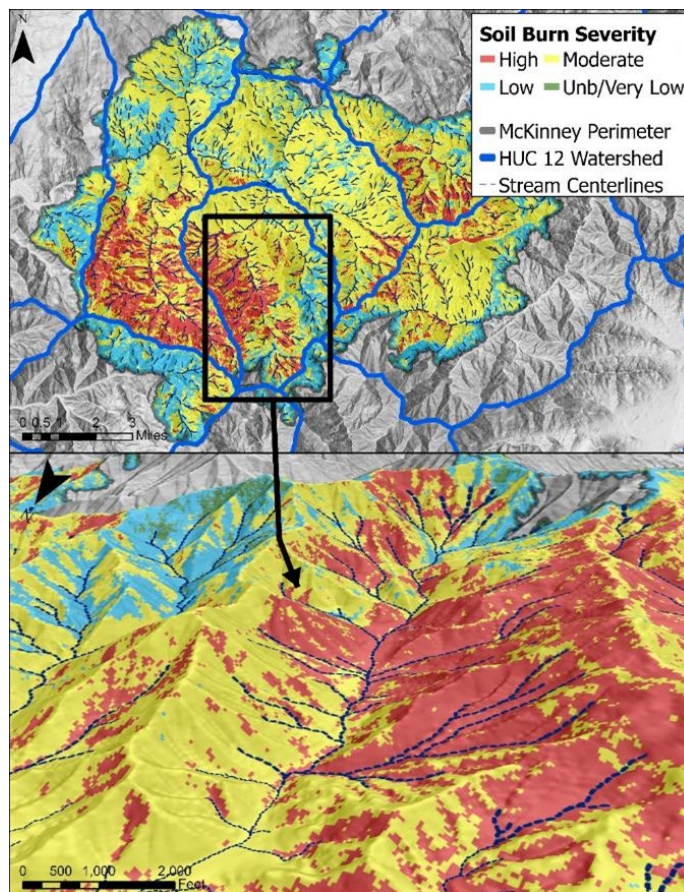 N
Soil Burn Severity
High Moderate
Low Unb/Very Low
McKinney Perimeter
HUC 12 Watershed
Stream Centerlines
0 0.5 1 2 3
Miles
N
0 500 1,000 2,000
Feet